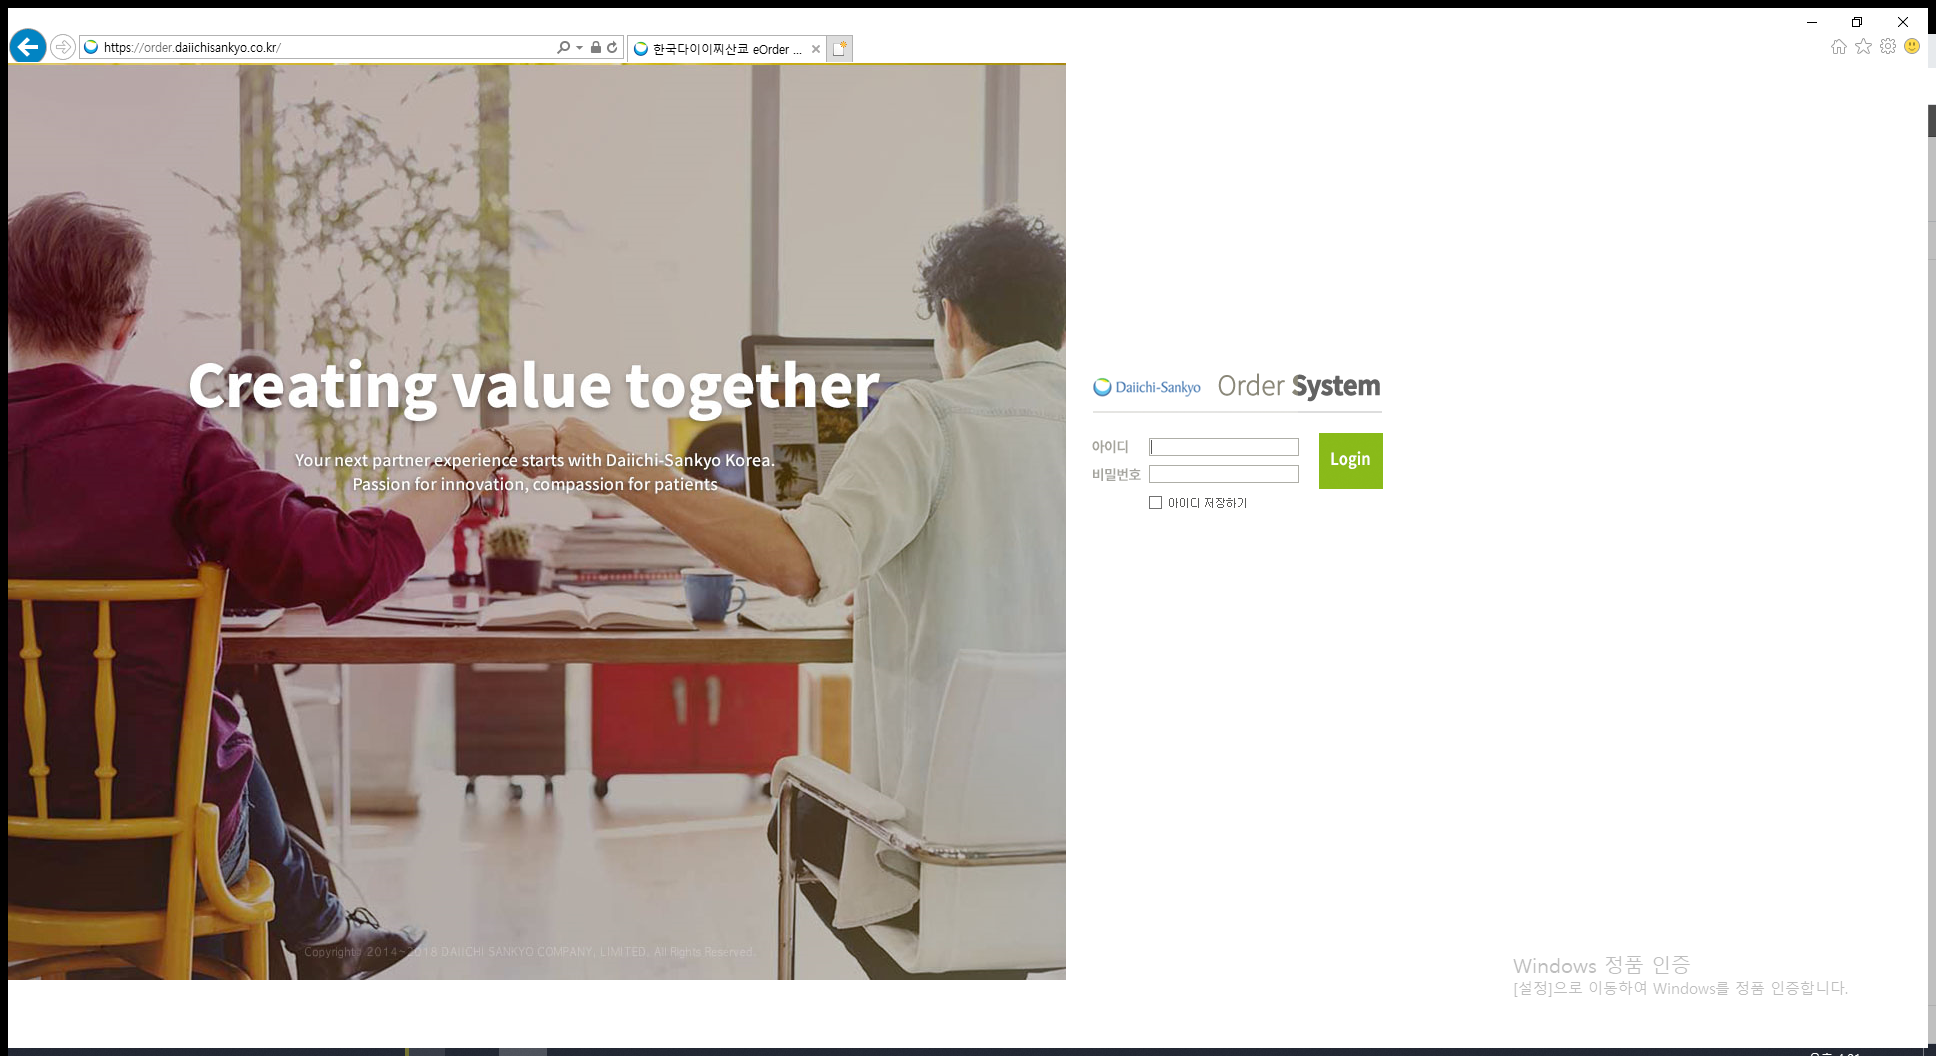 https://order.daiichisankyo.co.kr/
한국다이이찌산쿄 eOrder ...
Creating value together
Your next partner experience starts with Daiichi-Sankyo Korea.
Passion for innovation, compassion for patients
Daiichi-Sankyo Order System
아이디
비밀번호
Login
아이디 저장하기
Copyright© 2014~2018 DAIICHI SANKYO COMPANY, LIMITED. All Rights Reserved.
Windows 정품 인증
[설정]으로 이동하여 Windows를 정품 인증합니다.